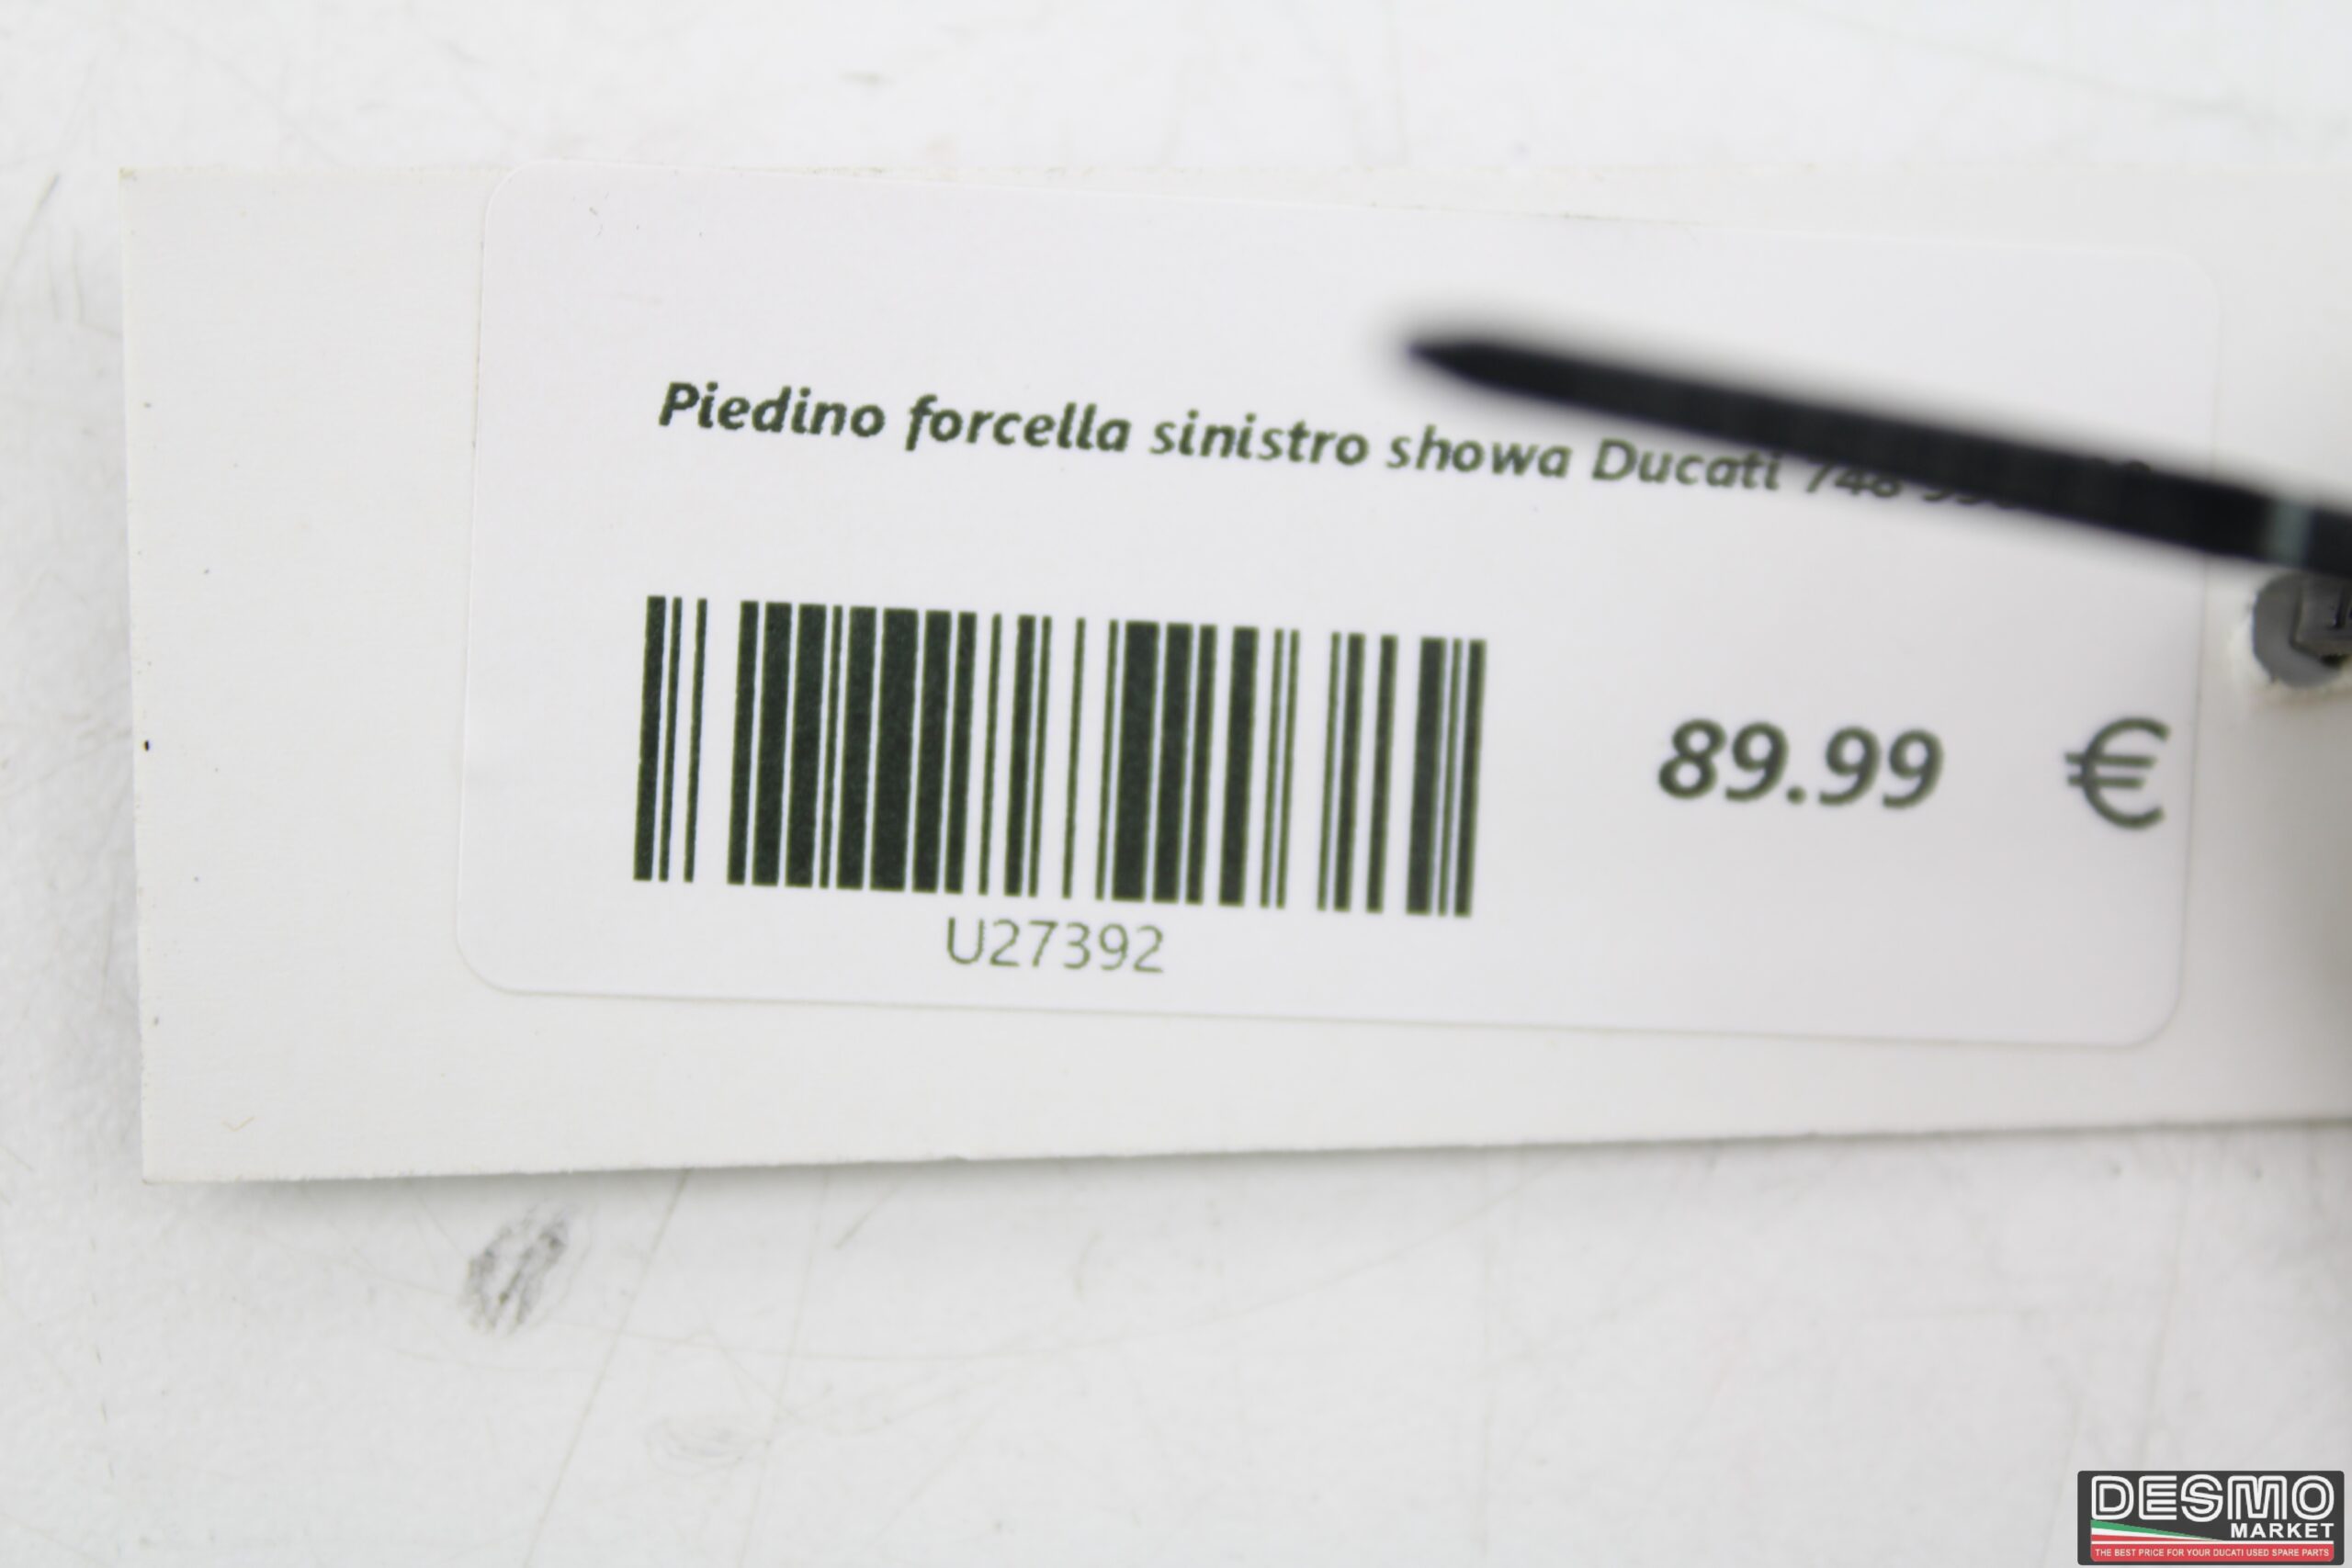 Piedino forcella sinistro showa Ducati 748
89.99 €
U27392
DESMO
MARKET
THE BEST PRICE FOR YOUR DUCATI USED SPARE PARTS